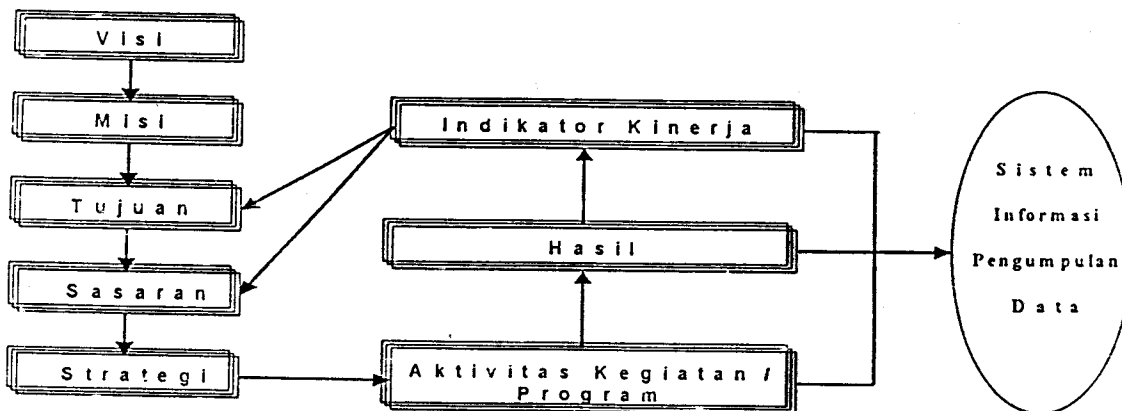 Visi
Misi
Tujuan
Sasaran
Strategi
Indikator Kinerja
Hasil
Aktivitas Kegiatan /
Program
Sistem
Informasi
Pengumpulan
Data